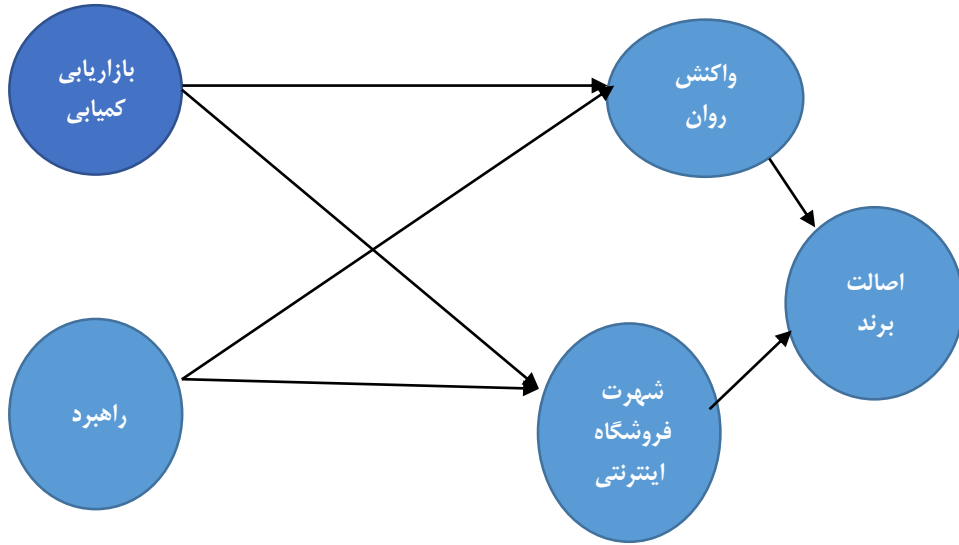 بازاریابی
کمیابی
واکنش
روان
اصالت
برند
راهبرد
شهرت
فروشگاه
اینترنتی